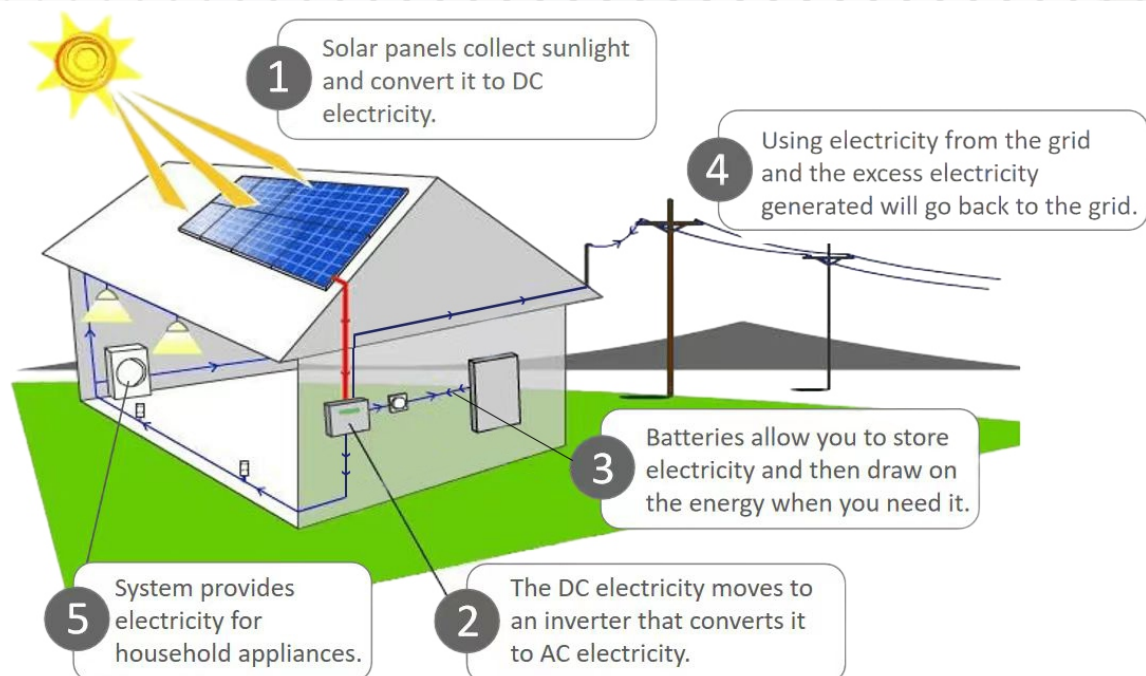 1
Solar panels collect sunlight
and convert it to DC
electricity.
4
Using electricity from the grid
and the excess electricity
generated will go back to the grid.
3
Batteries allow you to store
electricity and then draw on
the energy when you need it.
5
System provides
electricity for
household appliances.
2
The DC electricity moves to
an inverter that converts it
to AC electricity.